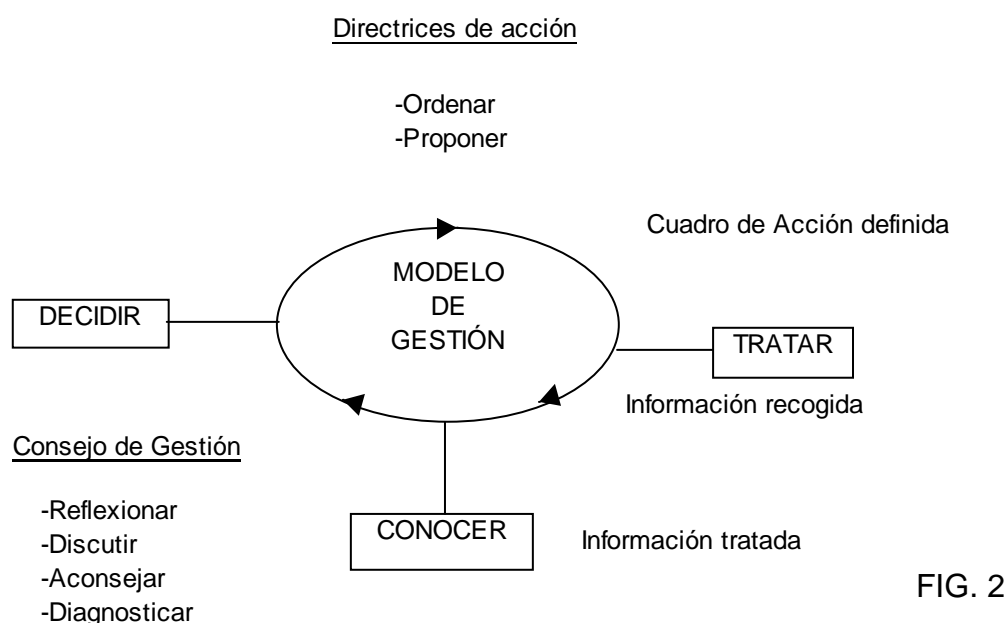 Directrices de acción
-Ordenar
-Proponer
Cuadro de Acción definida
MODELO
DE
GESTIÓN
DECIDIR
TRATAR
Información recogida
Consejo de Gestión
-Reflexionar
-Discutir
-Aconsejar
-Diagnosticar
CONOCER
Información tratada
FIG. 2